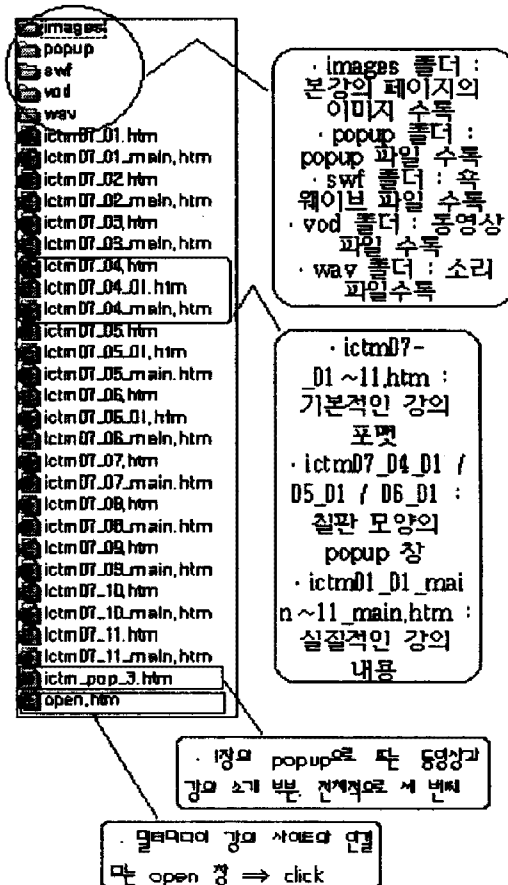 images
popup
swf
vod
wav
ictm07_01.htm
ictm07_01_main.htm
ictm07_02.htm
ictm07_02_main.htm
ictm07_03.htm
ictm07_03_main.htm
ictm07_04.htm
ictm07_04_01.htm
ictm07_04_main.htm
ictm07_05.htm
ictm07_05_01.htm
ictm07_05_main.htm
ictm07_06.htm
ictm07_06_01.htm
ictm07_06_main.htm
ictm07_07.htm
ictm07_07_main.htm
ictm07_08.htm
ictm07_08_main.htm
ictm07_09.htm
ictm07_09_main.htm
ictm07_10.htm
ictm07_10_main.htm
ictm07_11.htm
ictm07_11_main.htm
ictm_pop_3.htm
open.htm
· images 폴더 :
본강의 페이지의
이미지 수록
· popup 폴더 :
popup 파일 수록
· swf 폴더 : 쇽
웨이브 파일 수록
· vod 폴더 : 동영상
파일 수록
· wav 폴더 : 소리
파일수록
· ictm07-
_01~11.htm :
기본적인 강의
포맷
· ictm07_04_01 /
05_01 / 06_01 :
칠판 모양의
popup 창
· ictm01_01_mai
n~11_main.htm :
실질적인 강의
내용
· 1장의 popup으로 뜨는 동영상과
강의 소개 부분. 전체적으로 세 번째
· 멀티미디어 강의 사이트와 연결
되는 open 창 ⇒ click